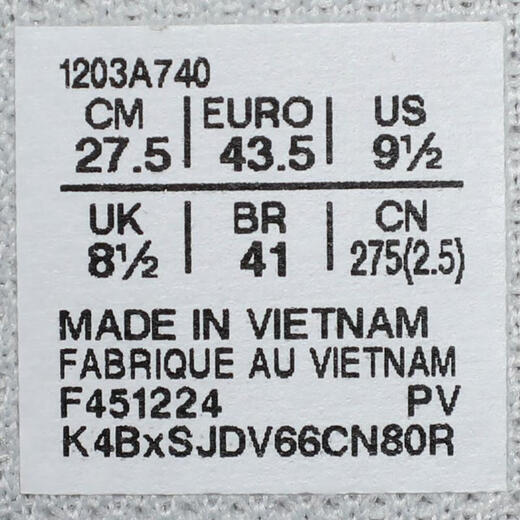 1203A740
CM | EURO | US
27.5 | 43.5 | 9½
UK | BR | CN
8½ | 41 | 275(2.5)
MADE IN VIETNAM
FABRIQUE AU VIETNAM
F451224 PV
K4BxSJDV66CN80R